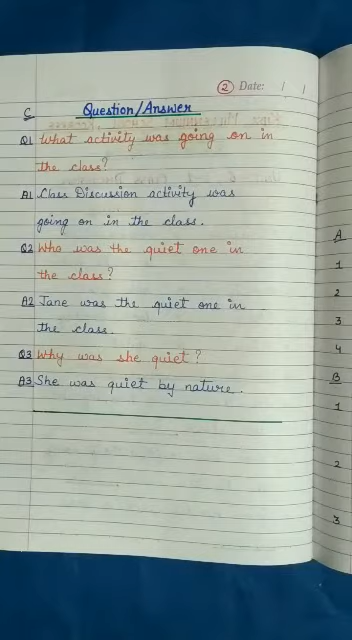 2 Date: / /
C Question/Answer
Q1 What activity was going on in
the class?
A1 Class Discussion activity was
going on in the class.
Q2 Who was the quiet one in
the class?
A2 Jane was the quiet one in
the class.
Q3 Why was she quiet?
A3 She was quiet by nature.
A
1
2
3
4
B
1
2
3